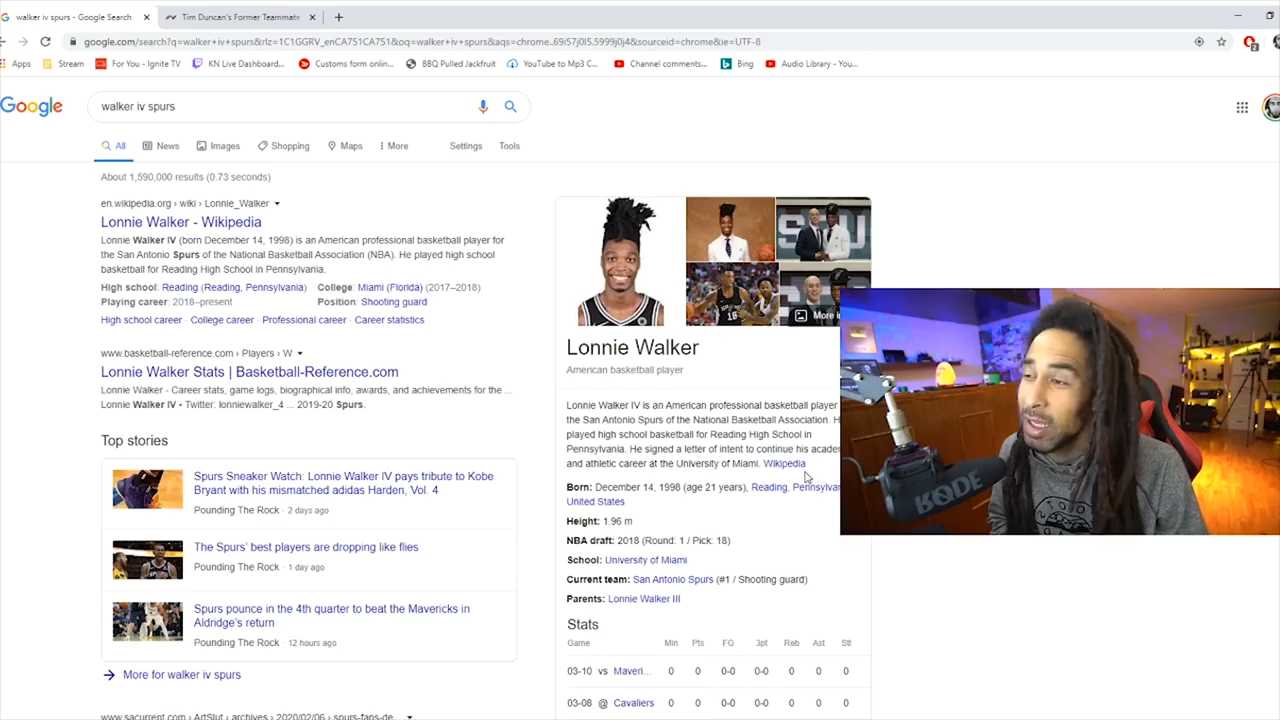 walker iv spurs - Google Search
Tim Duncan's Former Teammate
google.com/search?q=walker+iv+spurs&rlz=1C1GGRV_enCA751CA751&oq=walker+iv+spurs&aqs=chrome..69i57j0l5.5999j0j4&sourceid=chrome&ie=UTF-8
Apps Stream For You - Ignite TV KN Live Dashboard... Customs form onlin... BBQ Pulled Jackfruit YouTube to Mp3 C... Channel comments... Bing Audio Library - You...
Google
walker iv spurs
All News Images Shopping Maps More Settings Tools
About 1,590,000 results (0.73 seconds)
en.wikipedia.org › wiki › Lonnie_Walker
Lonnie Walker - Wikipedia
Lonnie Walker IV (born December 14, 1998) is an American professional basketball player for
the San Antonio Spurs of the National Basketball Association (NBA). He played high school
basketball for Reading High School in Pennsylvania.
High school: Reading (Reading, Pennsylvania) College: Miami (Florida) (2017–2018)
Playing career: 2018–present Position: Shooting guard
High school career · College career · Professional career · Career statistics
www.basketball-reference.com › Players › W
Lonnie Walker Stats | Basketball-Reference.com
Lonnie Walker - Career stats, game logs, biographical info, awards, and achievements for the ...
Lonnie Walker IV • Twitter: lonniewalker_4 ... 2019-20 Spurs.
Top stories
Spurs Sneaker Watch: Lonnie Walker IV pays tribute to Kobe
Bryant with his mismatched adidas Harden, Vol. 4
Pounding The Rock · 2 days ago
The Spurs' best players are dropping like flies
Pounding The Rock · 1 day ago
Spurs pounce in the 4th quarter to beat the Mavericks in
Aldridge's return
Pounding The Rock · 12 hours ago
More for walker iv spurs
www.sacurrent.com › ArtSlut › archives › 2020/02/06 › spurs-fans-de...
More
Lonnie Walker
American basketball player
Lonnie Walker IV is an American professional basketball player
the San Antonio Spurs of the National Basketball Association. H
played high school basketball for Reading High School in
Pennsylvania. He signed a letter of intent to continue his acade
and athletic career at the University of Miami. Wikipedia
Born: December 14, 1998 (age 21 years), Reading, Pennsylva
United States
Height: 1.96 m
NBA draft: 2018 (Round: 1 / Pick: 18)
School: University of Miami
Current team: San Antonio Spurs (#1 / Shooting guard)
Parents: Lonnie Walker III
Stats
Game Min Pts FG 3pt Reb Ast Stl
03-10 vs Maveri... 0 0 0-0 0-0 0 0 0
03-08 @ Cavaliers 0 0 0-0 0-0 0 0 0
RODE